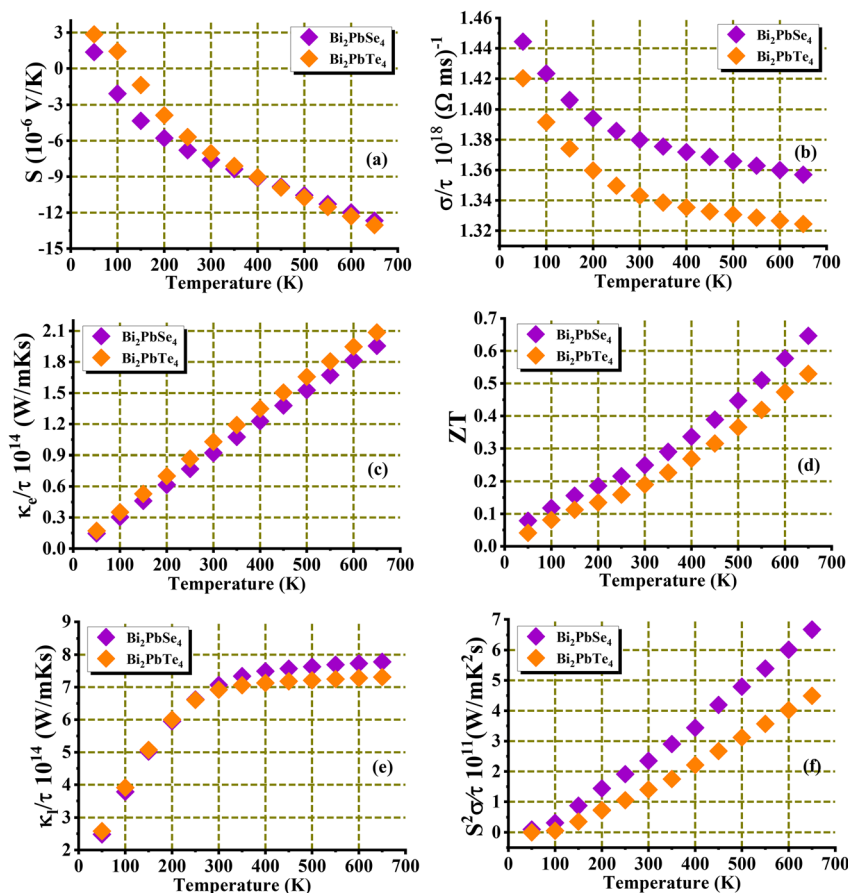 S (10⁻⁶ V/K)
3
0
-3
-6
-9
-12
-15
Bi₂PbSe₄
Bi₂PbTe₄
(a)
0 100 200 300 400 500 600 700
Temperature (K)
σ/τ 10¹⁸ (Ω ms)⁻¹
1.46
1.44
1.42
1.40
1.38
1.36
1.34
1.32
Bi₂PbSe₄
Bi₂PbTe₄
(b)
0 100 200 300 400 500 600 700
Temperature (K)
κₑ/τ 10¹⁴ (W/mKs)
2.1
1.8
1.5
1.2
0.9
0.6
0.3
0.0
Bi₂PbSe₄
Bi₂PbTe₄
(c)
0 100 200 300 400 500 600 700
Temperature (K)
ZT
0.7
0.6
0.5
0.4
0.3
0.2
0.1
0.0
Bi₂PbSe₄
Bi₂PbTe₄
(d)
0 100 200 300 400 500 600 700
Temperature (K)
κₗ/τ 10¹⁴ (W/mKs)
9
8
7
6
5
4
3
2
Bi₂PbSe₄
Bi₂PbTe₄
(e)
0 100 200 300 400 500 600 700
Temperature (K)
S²σ/τ 10¹¹(W/mK²s)
7
6
5
4
3
2
1
0
Bi₂PbSe₄
Bi₂PbTe₄
(f)
0 100 200 300 400 500 600 700
Temperature (K)